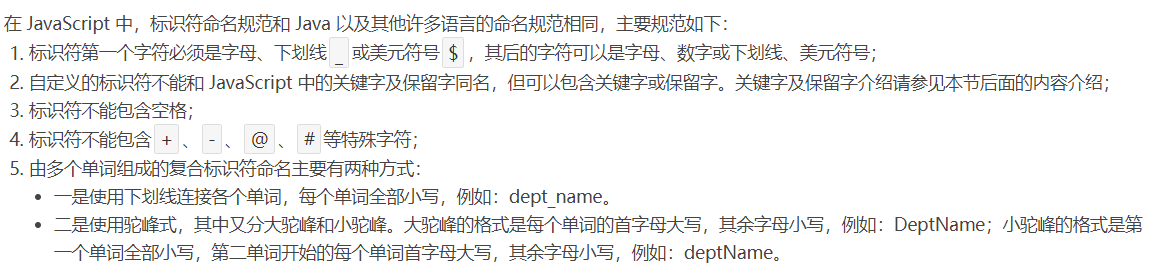 在 JavaScript 中，标识符命名规范和 Java 以及其他许多语言的命名规范相同，主要规范如下：
1. 标识符第一个字符必须是字母、下划线 _ 或美元符号 $ ，其后的字符可以是字母、数字或下划线、美元符号；
2. 自定义的标识符不能和 JavaScript 中的关键字及保留字同名，但可以包含关键字或保留字。关键字及保留字介绍请参见本节后面的内容介绍；
3. 标识符不能包含空格；
4. 标识符不能包含 + 、 - 、 @ 、 # 等特殊字符；
5. 由多个单词组成的复合标识符命名主要有两种方式：
• 一是使用下划线连接各个单词，每个单词全部小写，例如：dept_name。
• 二是使用驼峰式，其中又分大驼峰和小驼峰。大驼峰的格式是每个单词的首字母大写，其余字母小写，例如：DeptName；小驼峰的格式是第
一个单词全部小写，第二单词开始的每个单词首字母大写，其余字母小写，例如：deptName。